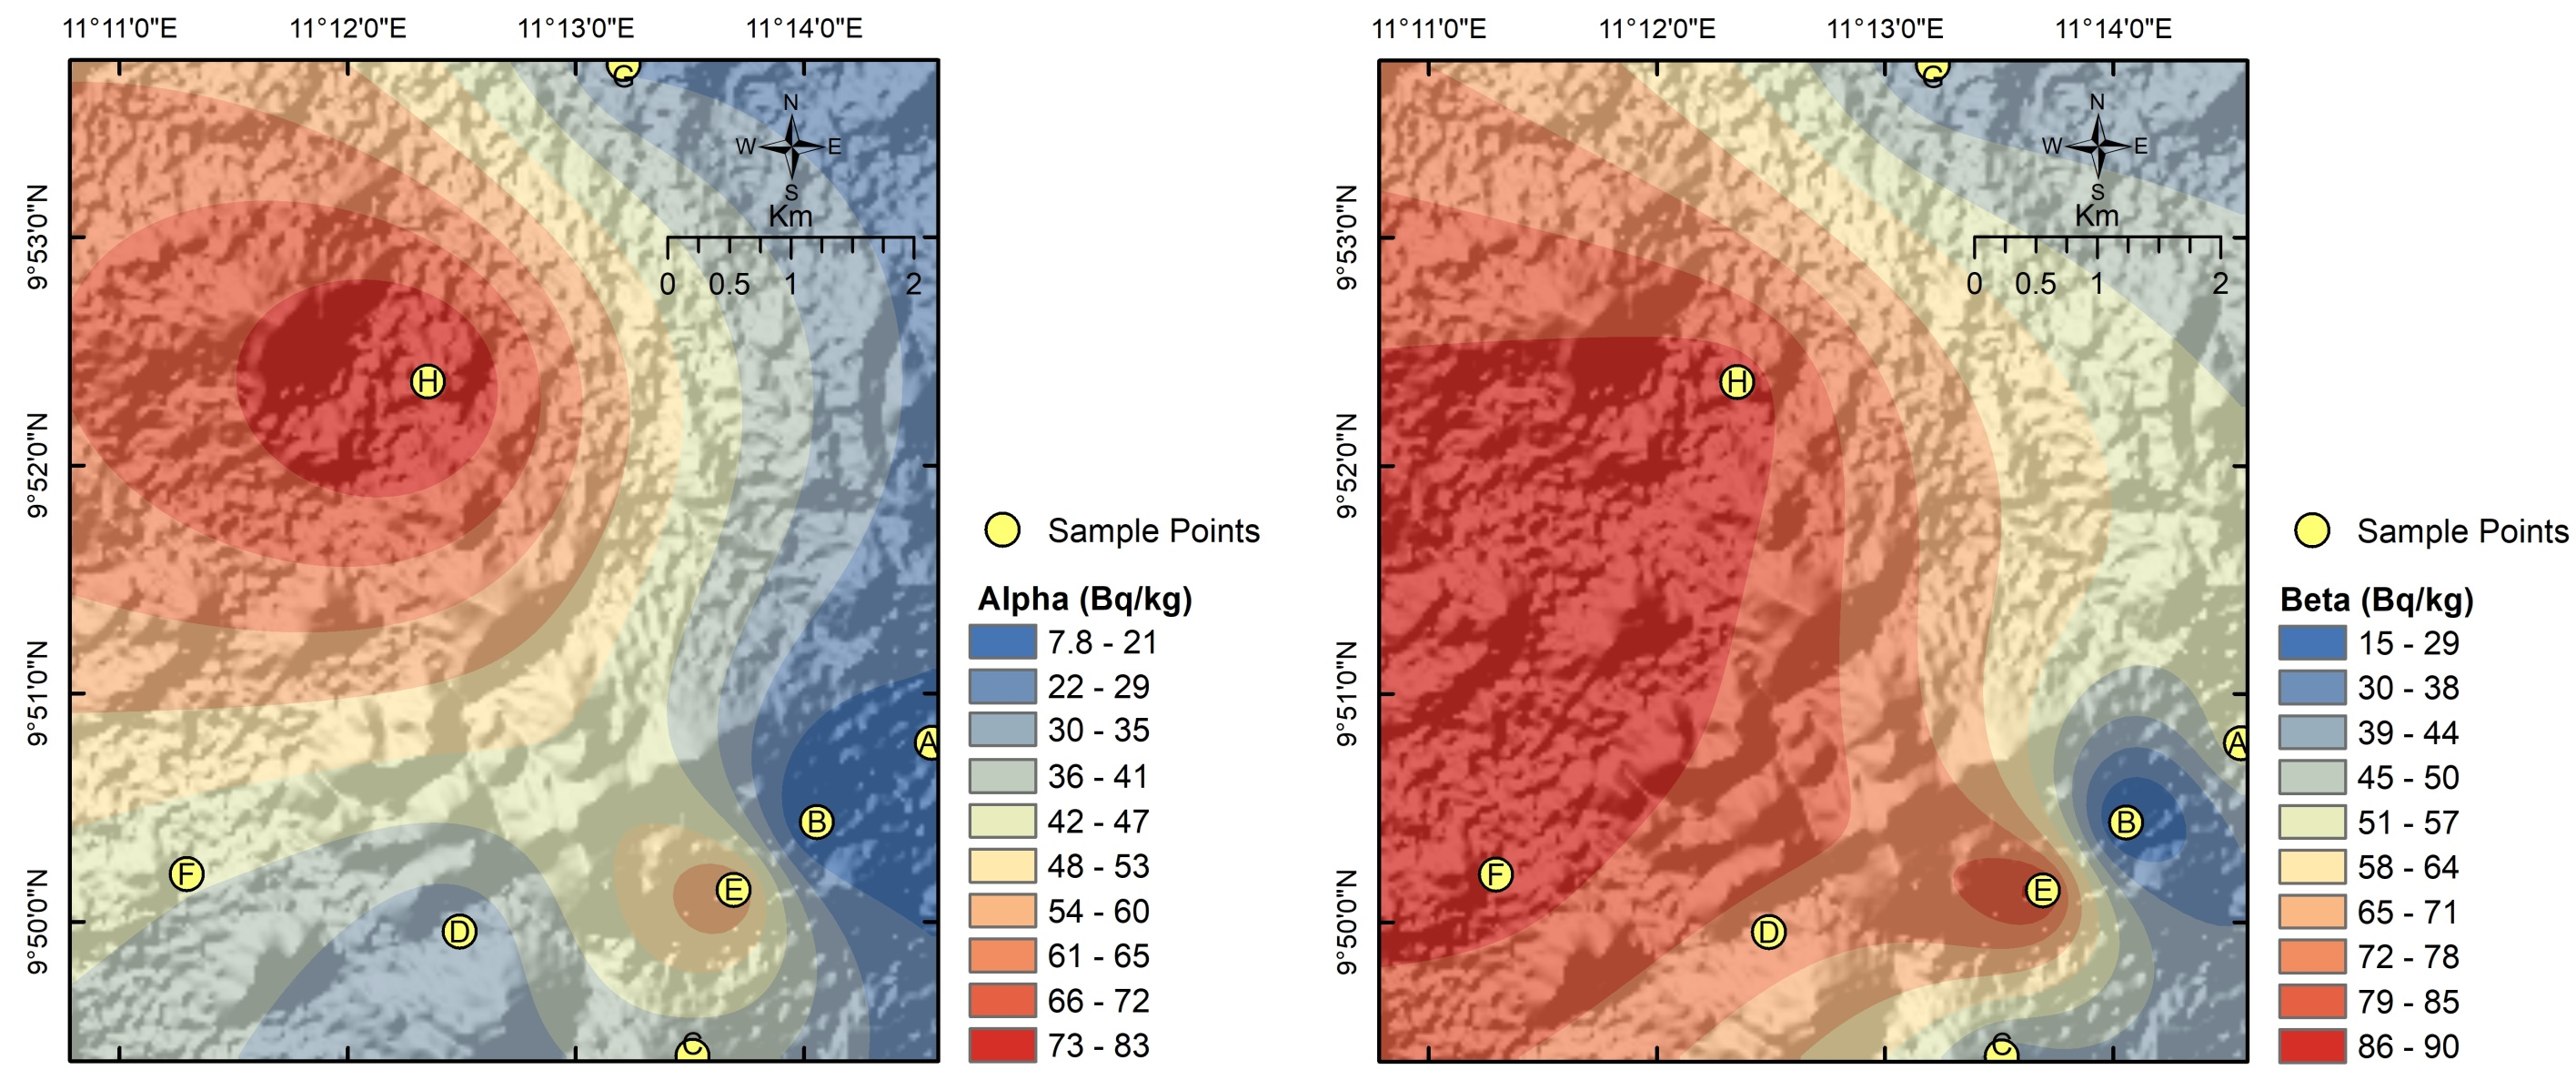 11°11'0"E 11°12'0"E 11°13'0"E 11°14'0"E
9°53'0"N
9°52'0"N
9°51'0"N
9°50'0"N
G
N
W E
S
Km
0 0.5 1 2
H
A
B
F
E
D
C
Sample Points
Alpha (Bq/kg)
7.8 - 21
22 - 29
30 - 35
36 - 41
42 - 47
48 - 53
54 - 60
61 - 65
66 - 72
73 - 83
11°11'0"E 11°12'0"E 11°13'0"E 11°14'0"E
9°53'0"N
9°52'0"N
9°51'0"N
9°50'0"N
G
N
W E
S
Km
0 0.5 1 2
H
A
B
F
E
D
C
Sample Points
Beta (Bq/kg)
15 - 29
30 - 38
39 - 44
45 - 50
51 - 57
58 - 64
65 - 71
72 - 78
79 - 85
86 - 90